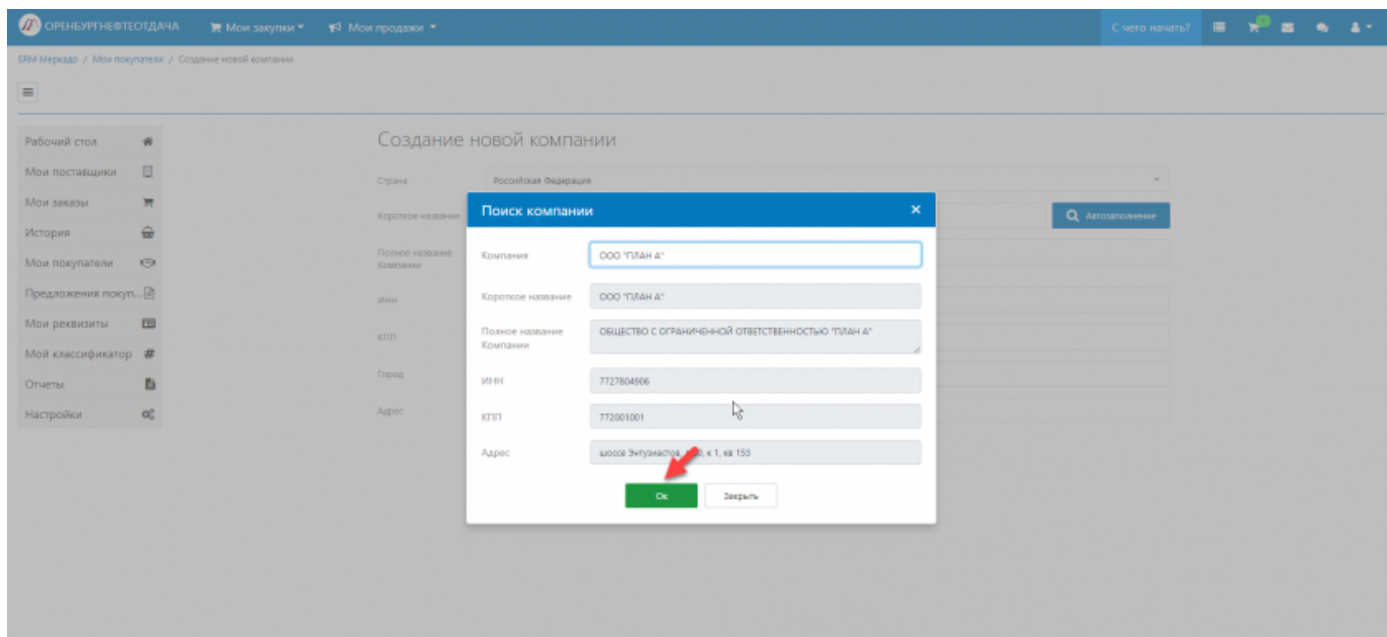 ОРЕНБУРГНЕФТЕОТДАЧА
Мои закупки
Мои продажи
С чего начать?
SRM Меркадо / Мои покупатели / Создание новой компании
Рабочий стол
Мои поставщики
Мои заказы
История
Мои покупатели
Предложения покуп...
Мои реквизиты
Мой классификатор
Отчеты
Настройки
Создание новой компании
Страна
Российская Федерация
Короткое название
Автозаполнение
Полное название
Компании
ИНН
КПП
Город
Адрес
Поиск компании
Компания
ООО "ПЛАН А"
Короткое название
ООО "ПЛАН А"
Полное название
Компании
ОБЩЕСТВО С ОГРАНИЧЕННОЙ ОТВЕТСТВЕННОСТЬЮ "ПЛАН А"
ИНН
7727804906
КПП
772001001
Адрес
шоссе Энтузиастов, к 1, кв 153
Ок
Закрыть